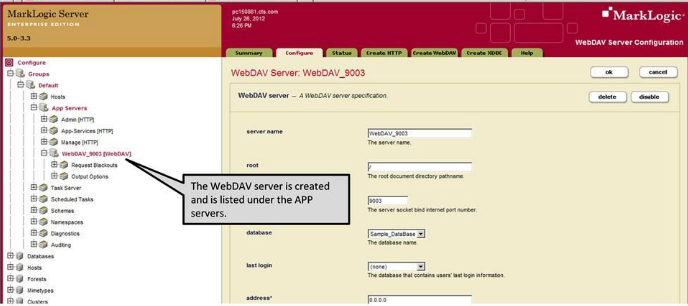 MarkLogic Server
ENTERPRISE EDITION
5.0-3.3
pc150881.cts.com
July 26, 2012
6:26 PM
MarkLogic
WebDAV Server Configuration
Summary Configure Status Create HTTP Create WebDAV Create XDBC Help
Configure
Groups
Default
Hosts
App Servers
Admin [HTTP]
App-Services [HTTP]
Manage [HTTP]
WebDAV_9003 [WebDAV]
Request Blackouts
Output Options
Task Server
Scheduled Tasks
Schemas
Namespaces
Diagnostics
Auditing
Databases
Hosts
Forests
Mimetypes
Clusters
The WebDAV server is created
and is listed under the APP
servers.
WebDAV Server: WebDAV_9003
ok cancel
WebDAV server — A WebDAV server specification.
delete disable
server name
WebDAV_9003
The server name.
root
/
The root document directory pathname.
9003
The server socket bind internet port number.
database
Sample_DataBase
The database name.
last login
(none)
The database that contains users' last login information.
address*
0.0.0.0